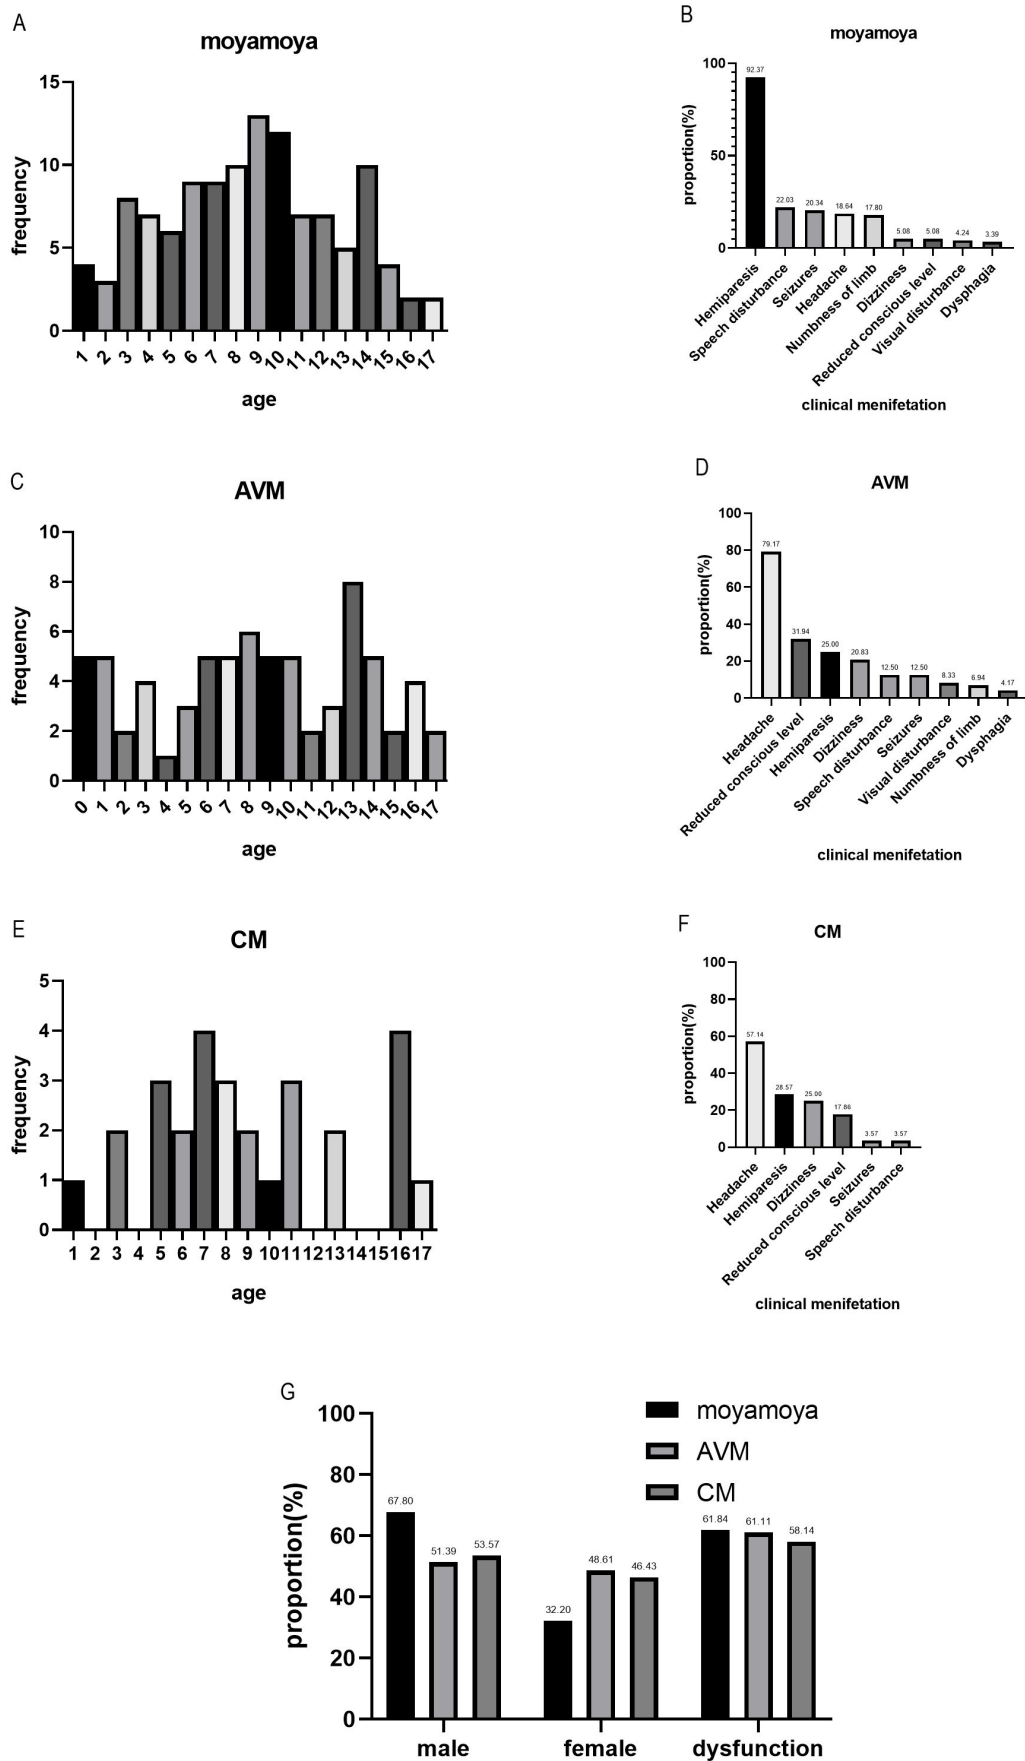 A
moyamoya
15
10
5
0
frequency
1 2 3 4 5 6 7 8 9 10 11 12 13 14 15 16 17
age
B
moyamoya
100
50
0
proportion(%)
92.37 22.03 20.34 18.64 17.80 5.08 5.08 4.24 3.39
Hemiparesis
Speech disturbance
Seizures
Headache
Numbness of limb
Dizziness
Reduced conscious level
Visual disturbance
Dysphagia
clinical menifetation
C
AVM
10
8
6
4
2
0
frequency
0 1 2 3 4 5 6 7 8 9 10 11 12 13 14 15 16 17
age
D
AVM
100
80
60
40
20
0
proportion(%)
79.17 31.94 25.00 20.83 12.50 12.50 8.33 6.94 4.17
Headache
Reduced conscious level
Hemiparesis
Dizziness
Speech disturbance
Seizures
Visual disturbance
Numbness of limb
Dysphagia
clinical menifetation
E
CM
5
4
3
2
1
0
frequency
1 2 3 4 5 6 7 8 9 10 11 12 13 14 15 16 17
age
F
CM
100
80
60
40
20
0
proportion(%)
57.14 28.57 25.00 17.86 3.57 3.57
Headache
Hemiparesis
Dizziness
Reduced conscious level
Seizures
Speech disturbance
clinical menifetation
G
100
80
60
40
20
0
proportion(%)
moyamoya
AVM
CM
67.80 51.39 53.57
32.20 48.61 46.43
61.84 61.11 58.14
male female dysfunction